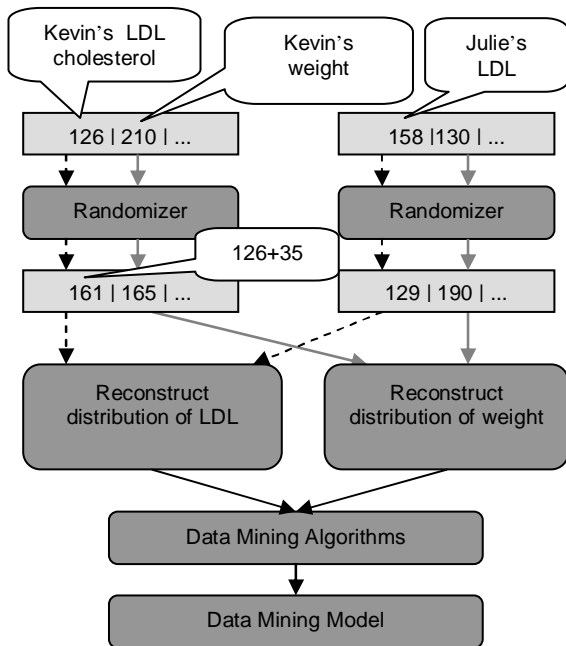 Kevin's LDL
cholesterol
Kevin's
weight
Julie's
LDL
126 | 210 | ...
158 |130 | ...
Randomizer
Randomizer
126+35
161 | 165 | ...
129 | 190 | ...
Reconstruct
distribution of LDL
Reconstruct
distribution of weight
Data Mining Algorithms
Data Mining Model